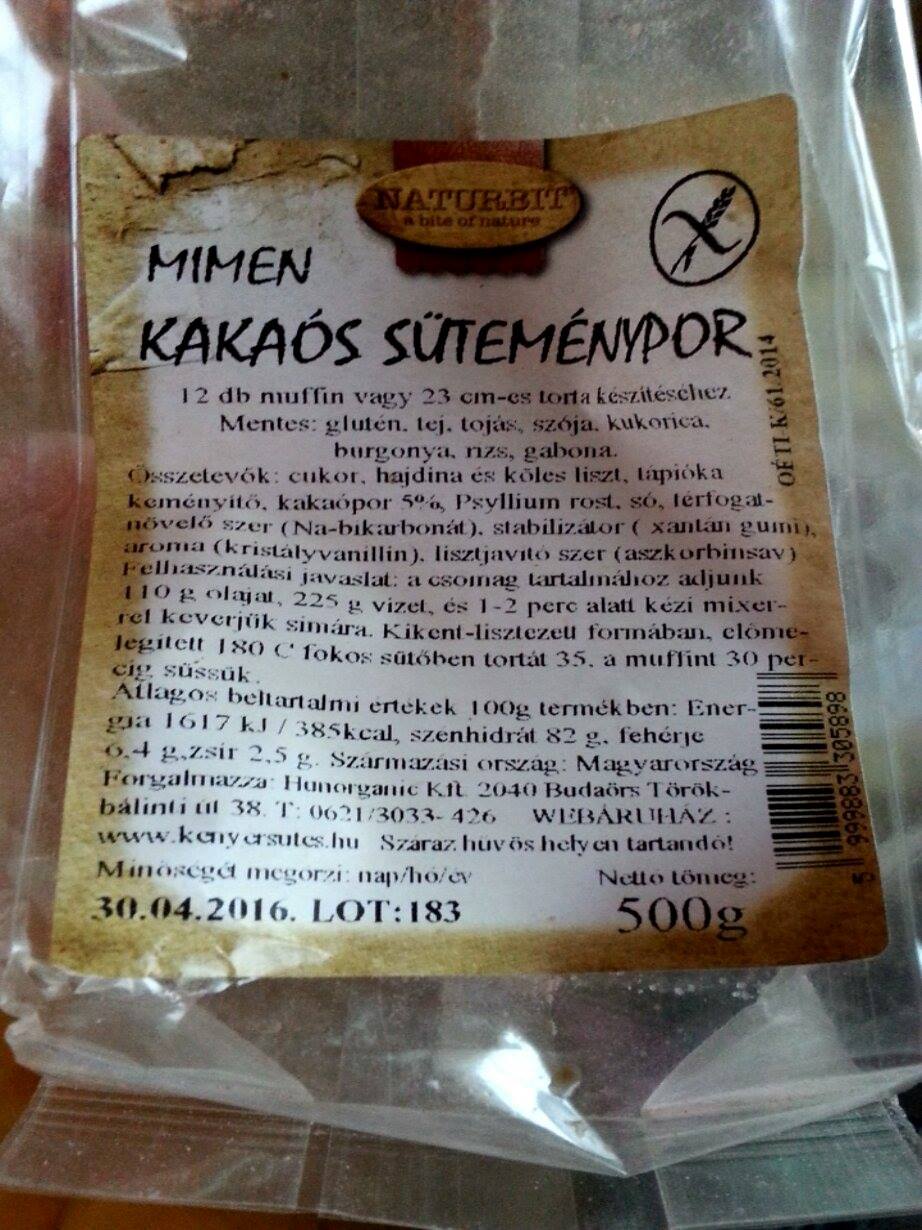 NATURBIT
a bite of nature
MIMEN
KAKAÓS SÜTEMÉNYPOR
OÉTI K/61/2014
12 db muffin vagy 23 cm-es torta készítéséhez
Mentes: glutén, tej, tojás, szója, kukorica,
burgonya, rizs, gabona.
Összetevők: cukor, hajdina és köles liszt, tápióka
keményítő, kakaópor 5%, Psyllium rost, só, térfogat-
növelő szer (Na-bikarbonát), stabilizátor ( xantán gumi),
aroma (kristályvanillin), lisztjavító szer (aszkorbinsav)
Felhasználási javaslat: a csomag tartalmához adjunk
110 g olajat, 225 g vizet, és 1-2 perc alatt kézi mixer-
rel keverjük simára. Kikent-lisztezett formában, előme-
legített 180 C° fokos sütőben tortát 35, a muffint 30 per-
cig süssük.
Átlagos beltartalmi értékek 100g termékben: Ener-
gia 1617 kJ / 385kcal, szénhidrát 82 g, fehérje
6,4 g,zsír 2,5 g. Származási ország: Magyarország
Forgalmazza: Hunorganic Kft. 2040 Budaörs Török-
bálinti út 38. T: 0621/3033-426 WEBÁRUHÁZ :
www.kenyersutes.hu Száraz hűvös helyen tartandó!
Minőségét megőrzi: nap/hó/év Nettó tömeg:
30.04.2016. LOT:183 500g
5 999883 305898